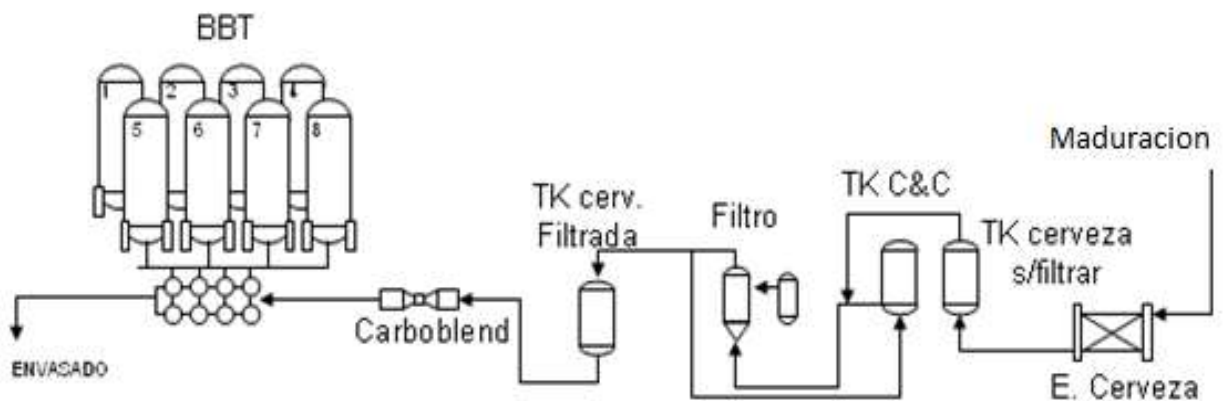 BBT
1
2
3
4
5
6
7
8
Maduracion
TK C&C
TK cerv.
Filtrada
Filtro
TK cerveza
s/filtrar
Carboblend
ENVASADO
E. Cerveza